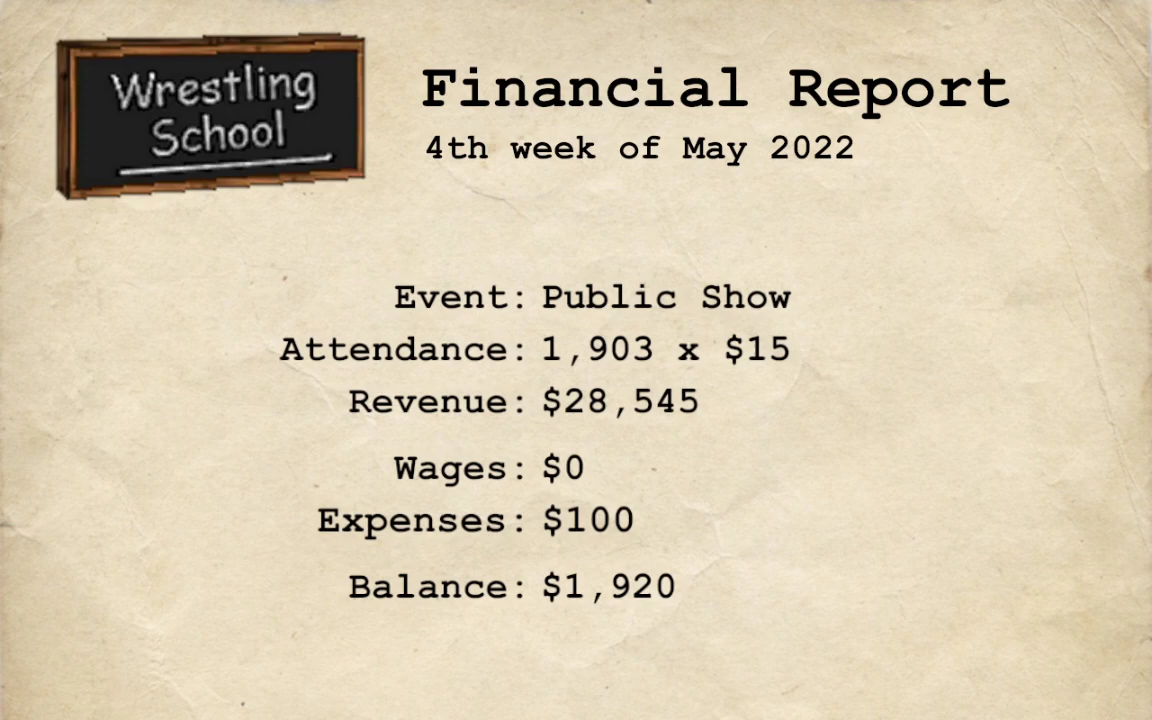 Wrestling
School
Financial Report
4th week of May 2022
Event: Public Show
Attendance: 1,903 x $15
Revenue: $28,545
Wages: $0
Expenses: $100
Balance: $1,920